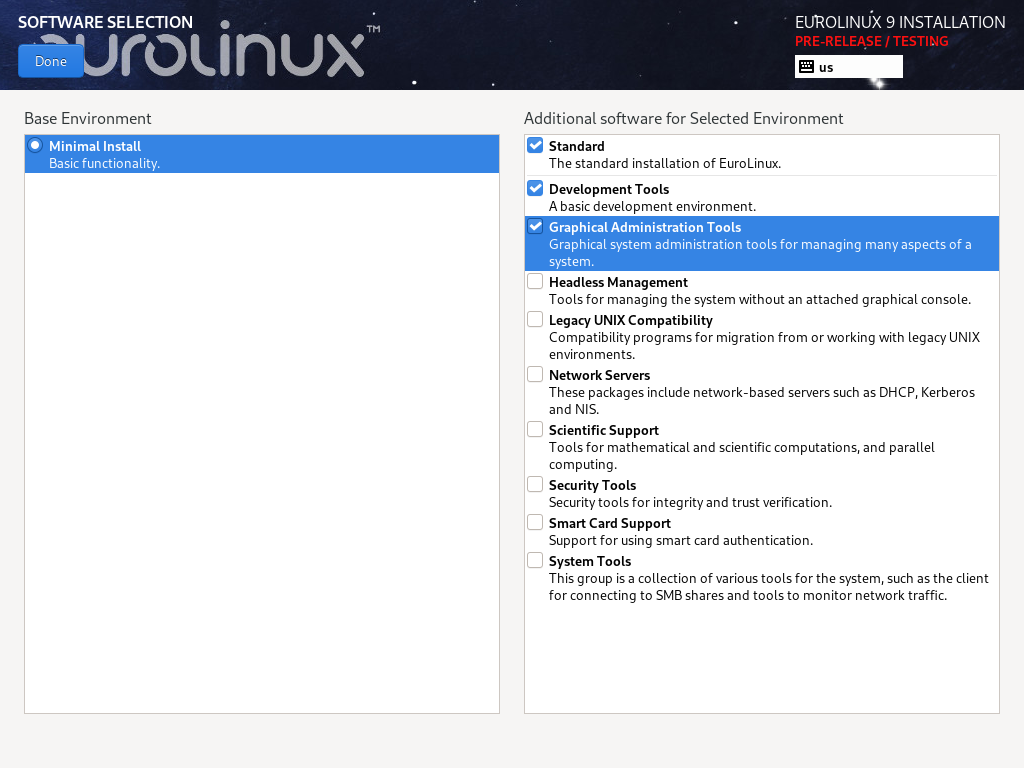 SOFTWARE SELECTION
eurolinux™
Done
EUROLINUX 9 INSTALLATION
PRE-RELEASE / TESTING
us
Base Environment
Minimal Install
Basic functionality.
Additional software for Selected Environment
Standard
The standard installation of EuroLinux.
Development Tools
A basic development environment.
Graphical Administration Tools
Graphical system administration tools for managing many aspects of a
system.
Headless Management
Tools for managing the system without an attached graphical console.
Legacy UNIX Compatibility
Compatibility programs for migration from or working with legacy UNIX
environments.
Network Servers
These packages include network-based servers such as DHCP, Kerberos
and NIS.
Scientific Support
Tools for mathematical and scientific computations, and parallel
computing.
Security Tools
Security tools for integrity and trust verification.
Smart Card Support
Support for using smart card authentication.
System Tools
This group is a collection of various tools for the system, such as the client
for connecting to SMB shares and tools to monitor network traffic.